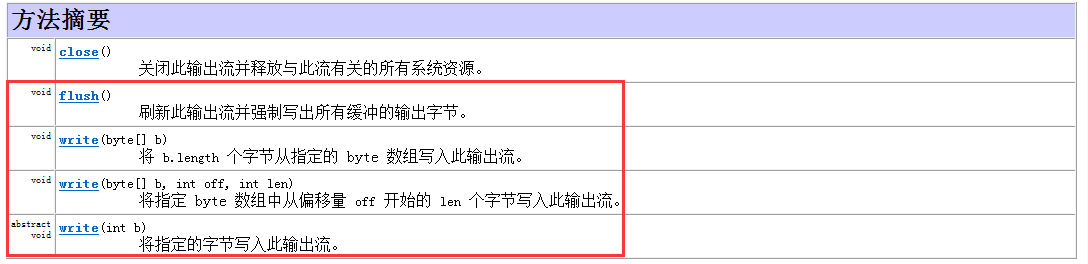 方法摘要
void close()
关闭此输出流并释放与此流有关的所有系统资源。
void flush()
刷新此输出流并强制写出所有缓冲的输出字节。
void write(byte[] b)
将 b.length 个字节从指定的 byte 数组写入此输出流。
void write(byte[] b, int off, int len)
将指定 byte 数组中从偏移量 off 开始的 len 个字节写入此输出流。
abstract
void write(int b)
将指定的字节写入此输出流。